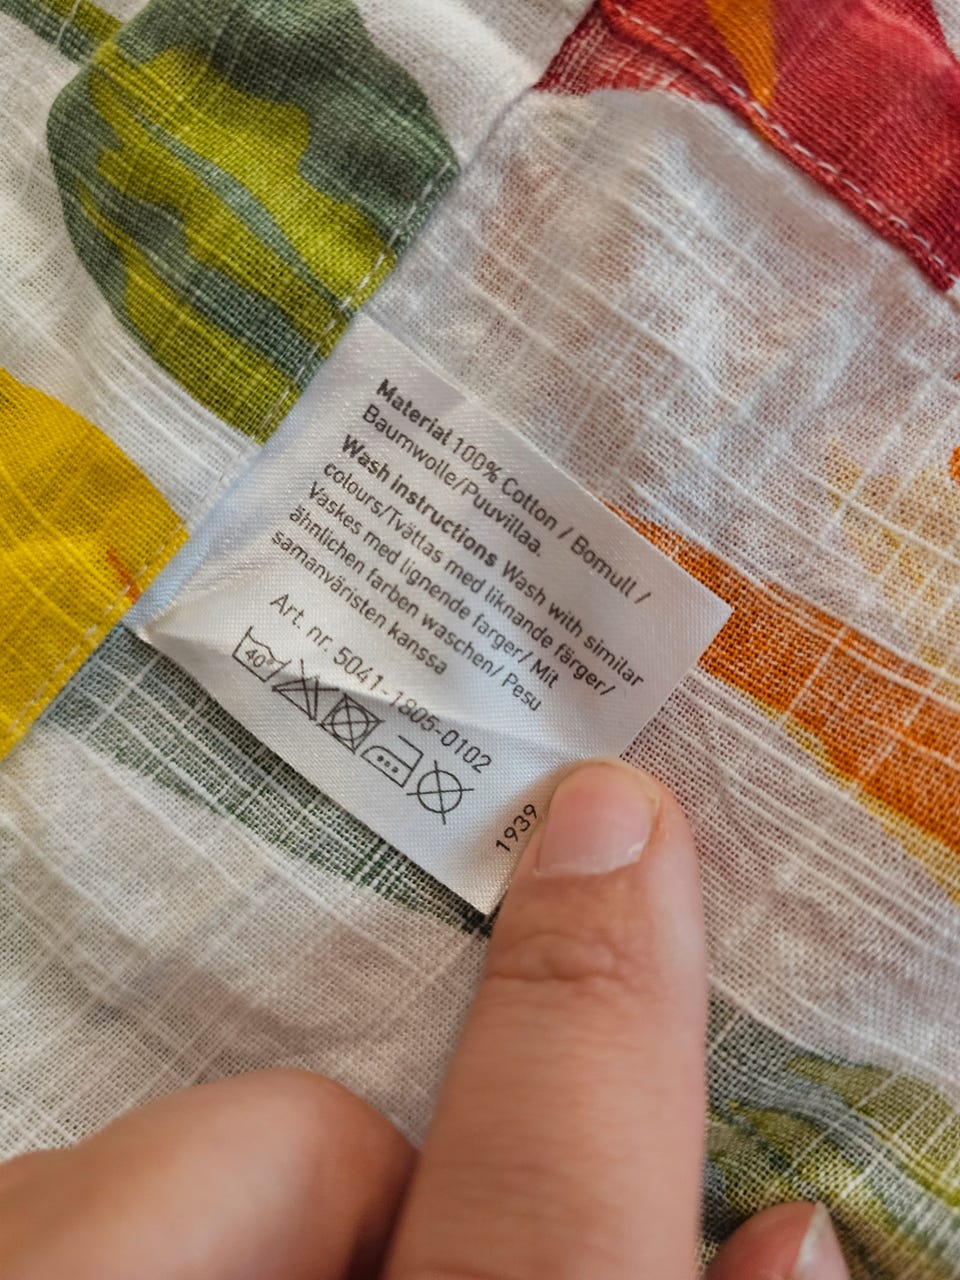 Material 100% Cotton / Bomull /
Baumwolle/Puuvillaa.
Wash instructions Wash with similar
colours/Tvättas med liknande färger/
Vaskes med lignende farger/ Mit
ähnlichen farben waschen/ Pesu
samanväristen kanssa
Art. nr. 5041-1805-0102
40°
1939